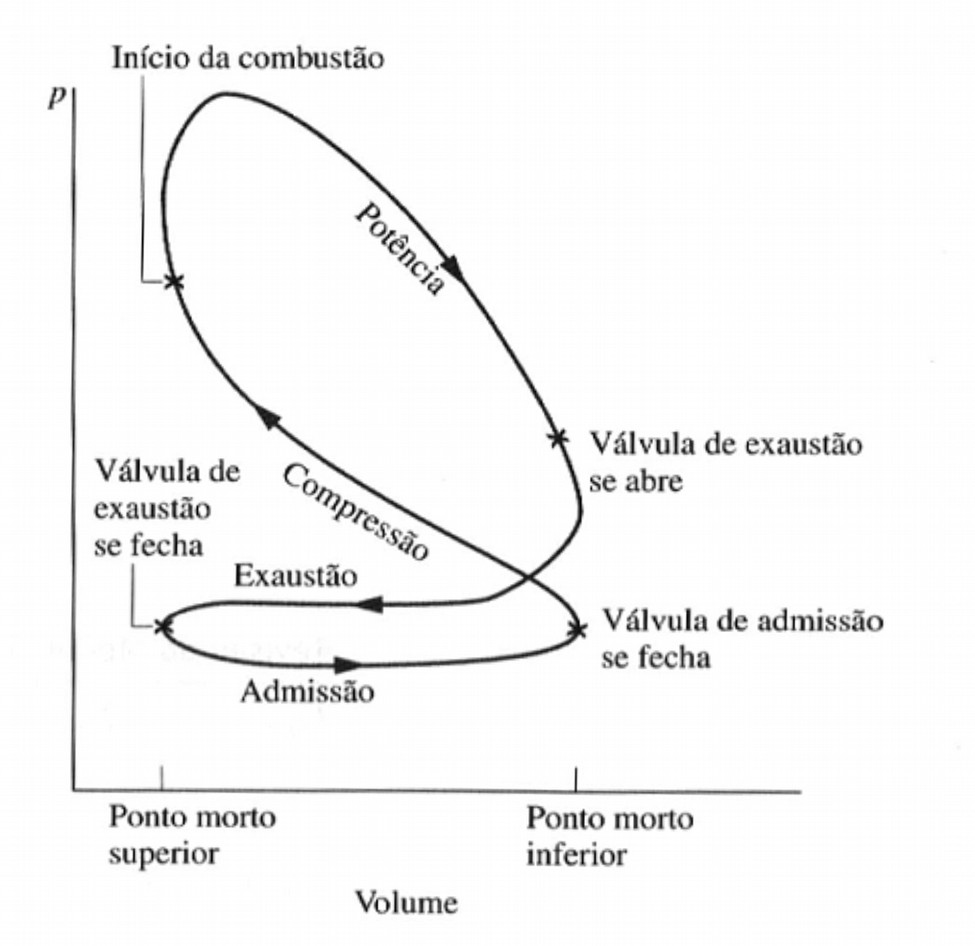 Início da combustão
p
Potência
Válvula de exaustão
se abre
Válvula de
exaustão
se fecha
Compressão
Exaustão
Válvula de admissão
se fecha
Admissão
Ponto morto
superior
Ponto morto
inferior
Volume